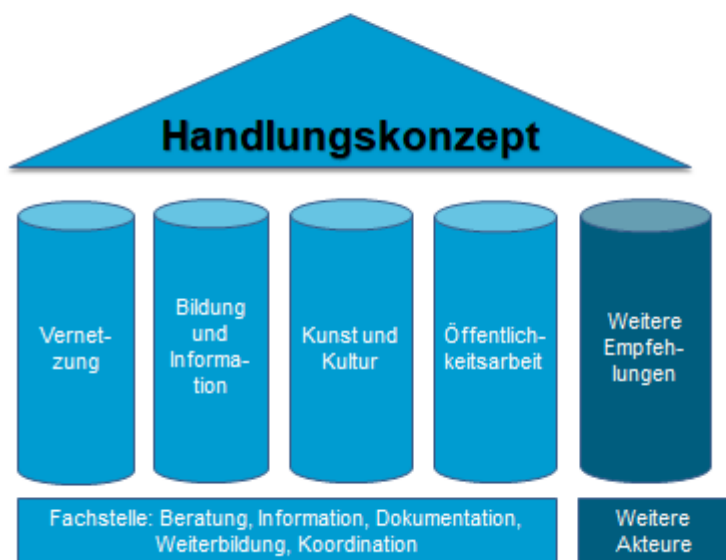 Handlungskonzept
Vernet-
zung
Bildung
und
Informa-
tion
Kunst und
Kultur
Öffentlich-
keitsarbeit
Weitere
Empfeh-
lungen
Fachstelle: Beratung, Information, Dokumentation,
Weiterbildung, Koordination
Weitere
Akteure